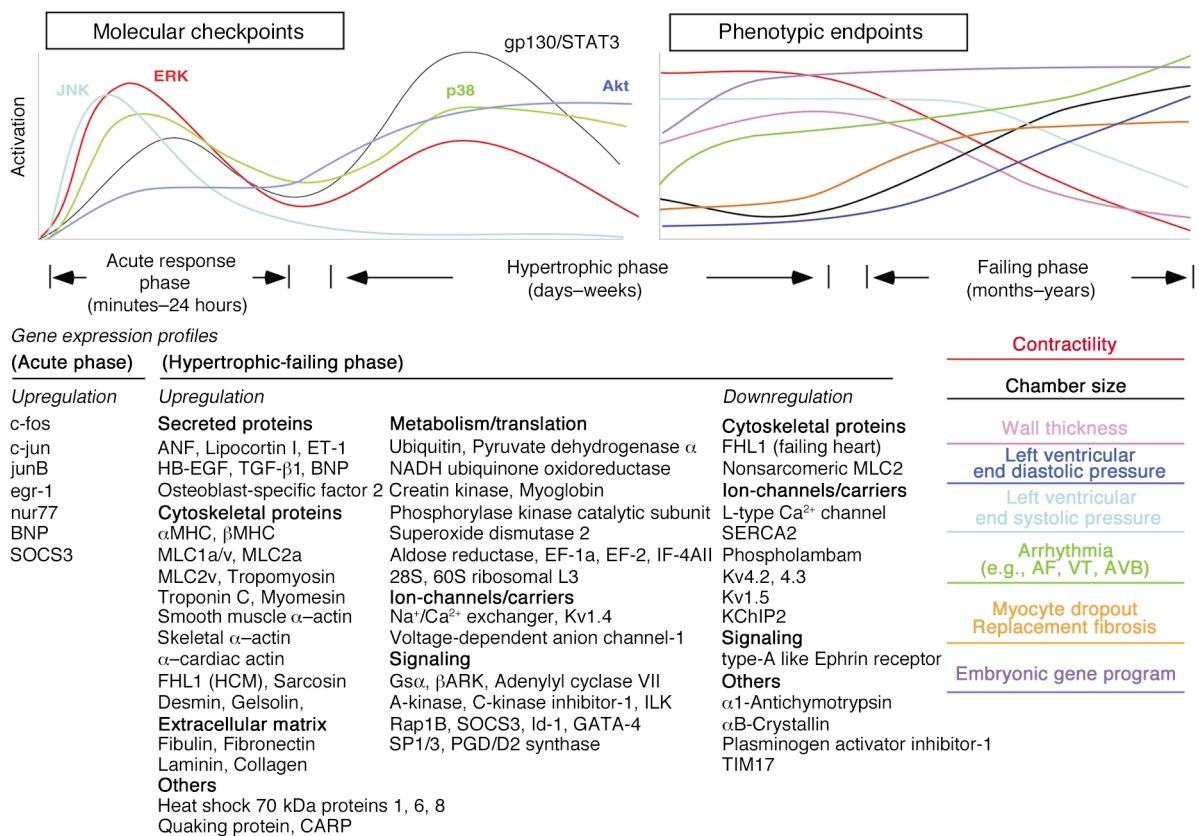 Molecular checkpoints
Phenotypic endpoints
gp130/STAT3
ERK
JNK
p38
Akt
Activation
Acute response
phase
(minutes–24 hours)
Hypertrophic phase
(days–weeks)
Failing phase
(months–years)
Gene expression profiles
(Acute phase)
Upregulation
c-fos
c-jun
junB
egr-1
nur77
BNP
SOCS3
(Hypertrophic-failing phase)
Upregulation
Secreted proteins
ANF, Lipocortin I, ET-1
HB-EGF, TGF-β1, BNP
Osteoblast-specific factor 2
Cytoskeletal proteins
αMHC, βMHC
MLC1a/v, MLC2a
MLC2v, Tropomyosin
Troponin C, Myomesin
Smooth muscle α–actin
Skeletal α–actin
α–cardiac actin
FHL1 (HCM), Sarcosin
Desmin, Gelsolin,
Extracellular matrix
Fibulin, Fibronectin
Laminin, Collagen
Others
Heat shock 70 kDa proteins 1, 6, 8
Quaking protein, CARP
Metabolism/translation
Ubiquitin, Pyruvate dehydrogenase α
NADH ubiquinone oxidoreductase
Creatin kinase, Myoglobin
Phosphorylase kinase catalytic subunit
Superoxide dismutase 2
Aldose reductase, EF-1a, EF-2, IF-4AII
28S, 60S ribosomal L3
Ion-channels/carriers
Na⁺/Ca²⁺ exchanger, Kv1.4
Voltage-dependent anion channel-1
Signaling
Gsα, βARK, Adenylyl cyclase VII
A-kinase, C-kinase inhibitor-1, ILK
Rap1B, SOCS3, Id-1, GATA-4
SP1/3, PGD/D2 synthase
Downregulation
Cytoskeletal proteins
FHL1 (failing heart)
Nonsarcomeric MLC2
Ion-channels/carriers
L-type Ca²⁺ channel
SERCA2
Phospholambam
Kv4.2, 4.3
Kv1.5
KChIP2
Signaling
type-A like Ephrin receptor
Others
α1-Antichymotrypsin
αB-Crystallin
Plasminogen activator inhibitor-1
TIM17
Contractility
Chamber size
Wall thickness
Left ventricular
end diastolic pressure
Left ventricular
end systolic pressure
Arrhythmia
(e.g., AF, VT, AVB)
Myocyte dropout
Replacement fibrosis
Embryonic gene program